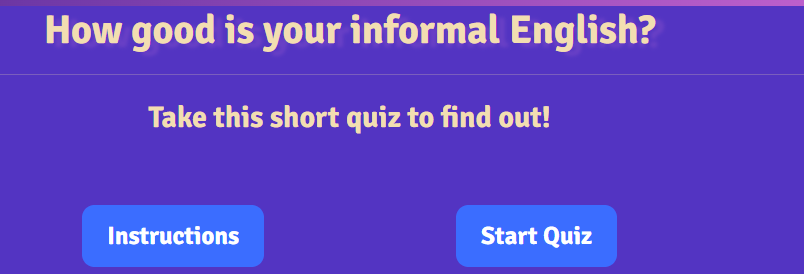 How good is your informal English?
Take this short quiz to find out!
Instructions
Start Quiz